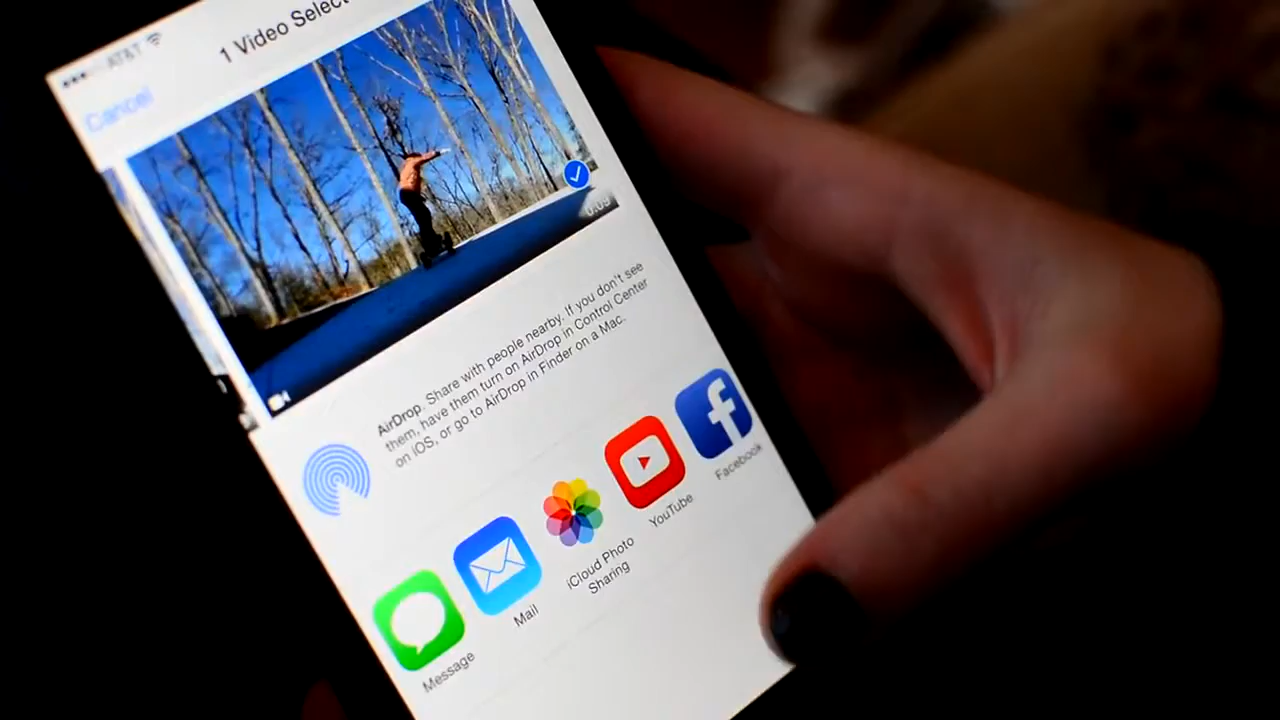 AT&T
1 Video Select
Cancel
0:05
AirDrop. Share with people nearby. If you don't see
them, have them turn on AirDrop in Control Center
on iOS, or go to AirDrop in Finder on a Mac.
Message
Mail
iCloud Photo
Sharing
YouTube
Facebook